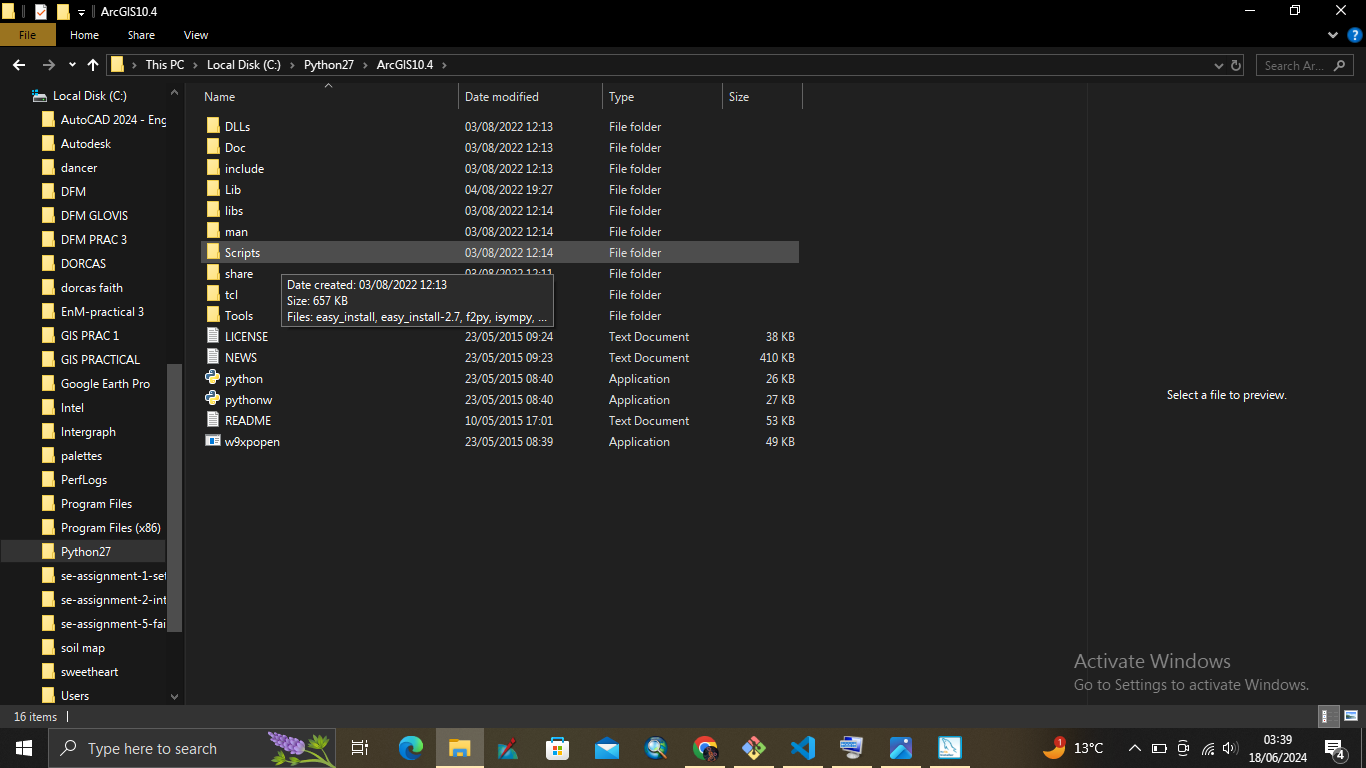 ArcGIS10.4
File Home Share View
This PC Local Disk (C:) Python27 ArcGIS10.4 Search Ar...
Name Date modified Type Size
Local Disk (C:)
AutoCAD 2024 - Eng
Autodesk
dancer
DFM
DFM GLOVIS
DFM PRAC 3
DORCAS
dorcas faith
EnM-practical 3
GIS PRAC 1
GIS PRACTICAL
Google Earth Pro
Intel
Intergraph
palettes
PerfLogs
Program Files
Program Files (x86)
Python27
se-assignment-1-set
se-assignment-2-int
se-assignment-5-fai
soil map
sweetheart
Users
DLLs 03/08/2022 12:13 File folder
Doc 03/08/2022 12:13 File folder
include 03/08/2022 12:13 File folder
Lib 04/08/2022 19:27 File folder
libs 03/08/2022 12:14 File folder
man 03/08/2022 12:14 File folder
Scripts 03/08/2022 12:14 File folder
share 03/08/2022 12:11 File folder
tcl File folder
Tools File folder
Date created: 03/08/2022 12:13
Size: 657 KB
Files: easy_install, easy_install-2.7, f2py, isympy, ...
LICENSE 23/05/2015 09:24 Text Document 38 KB
NEWS 23/05/2015 09:23 Text Document 410 KB
python 23/05/2015 08:40 Application 26 KB
pythonw 23/05/2015 08:40 Application 27 KB
README 10/05/2015 17:01 Text Document 53 KB
w9xpopen 23/05/2015 08:39 Application 49 KB
Select a file to preview.
Activate Windows
Go to Settings to activate Windows.
16 items
Type here to search
1
13°C
03:39
18/06/2024
4